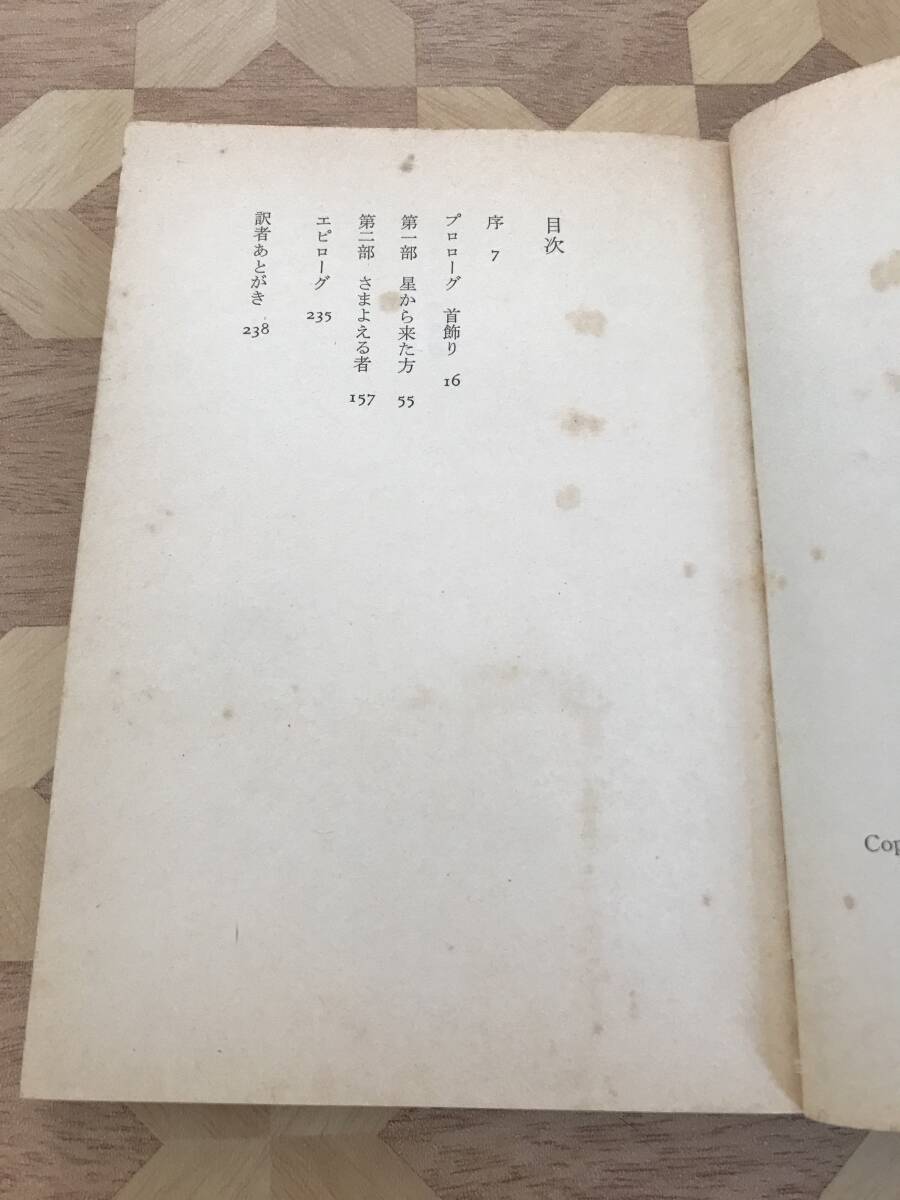 目次
序 7
プロローグ 首飾り 16
第一部 星から来た方 55
第二部 さまよえる者 157
エピローグ 235
訳者あとがき 238
Cop